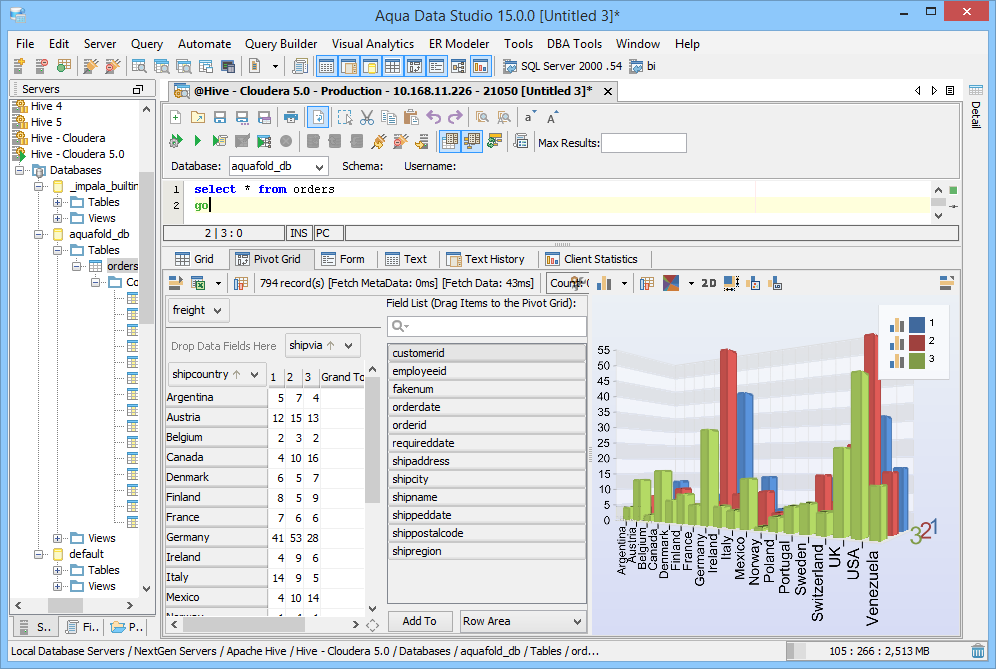 Aqua Data Studio 15.0.0 [Untitled 3]*
File Edit Server Query Automate Query Builder Visual Analytics ER Modeler Tools DBA Tools Window Help
SQL Server 2000 .54 bi
Servers
@Hive - Cloudera 5.0 - Production - 10.168.11.226 - 21050 [Untitled 3]*
Detail
Hive 4
Hive 5
Hive - Cloudera
Hive - Cloudera 5.0
Databases
_impala_builtin
Tables
Views
aquafold_db
Tables
orders
Co
Views
default
Tables
Views
S.. Fi.. P..
Max Results:
Database: aquafold_db Schema: Username:
1 select * from orders
2 go
2 | 3 : 0 INS PC
Grid Pivot Grid Form Text Text History Client Statistics
794 record(s) [Fetch MetaData: 0ms] [Fetch Data: 43ms] 2D
freight
Drop Data Fields Here shipvia
shipcountry 1 2 3 Grand To
Argentina 5 7 4
Austria 12 15 13
Belgium 2 3 2
Canada 4 10 16
Denmark 6 5 7
Finland 8 5 9
France 7 6 6
Germany 41 53 28
Ireland 4 9 6
Italy 14 9 5
Mexico 4 10 14
Field List (Drag Items to the Pivot Grid):
customerid
employeeid
fakenum
orderdate
orderid
requireddate
shipaddress
shipcity
shipname
shippeddate
shippostalcode
shipregion
Add To Row Area
1
2
3
55
50
45
40
35
30
25
20
15
10
5
0
Argentina
Austria
Belgium
Canada
Denmark
Finland
France
Germany
Ireland
Italy
Mexico
Norway
Poland
Portugal
Sweden
Switzerland
UK
USA
Venezuela
3 2 1
Local Database Servers / NextGen Servers / Apache Hive / Hive - Cloudera 5.0 / Databases / aquafold_db / Tables / ord...
105 : 266 : 2,513 MB